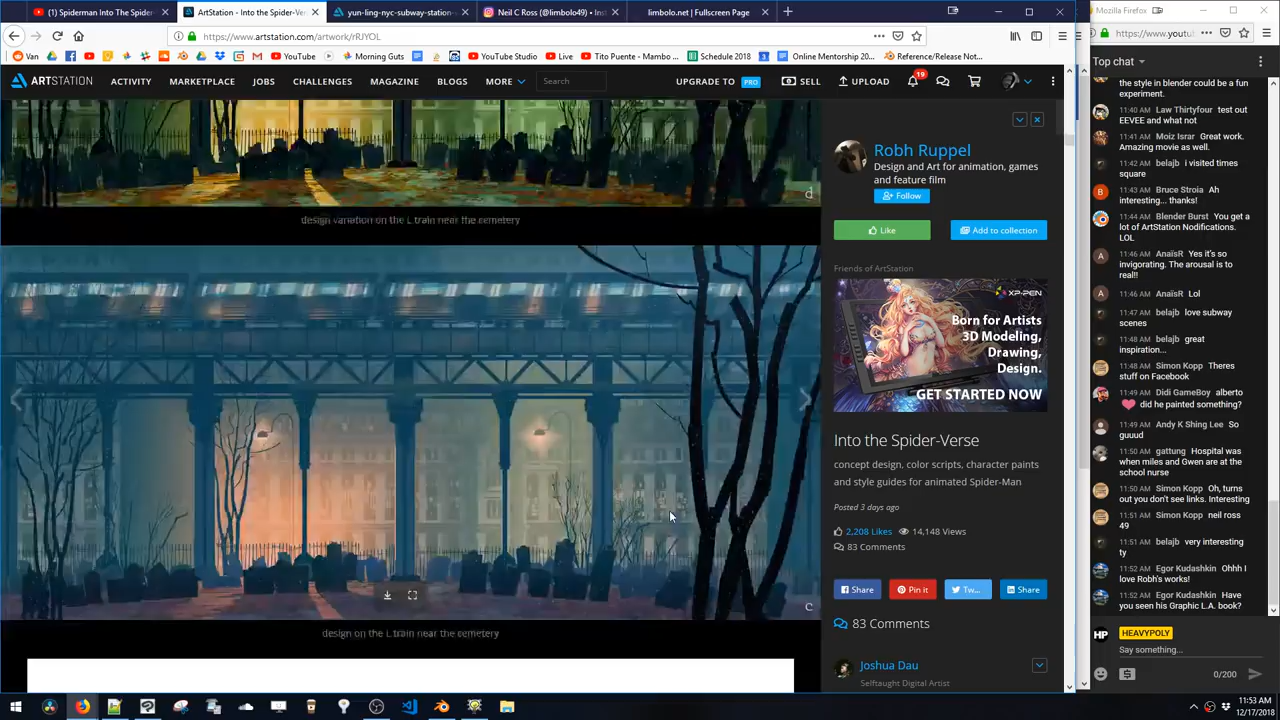 (1) Spiderman Into The Spider-
ArtStation - Into the Spider-Ver
yun-ling-nyc-subway-station-
Neil C Ross (@limbolo49) • Inst
limbolo.net | Fullscreen Page
Mozilla Firefox
https://www.artstation.com/artwork/rRJYOL
https://www.youtu
Van
YouTube
Morning Guts
YouTube Studio
Live
Tito Puente - Mambo ...
Schedule 2018
Online Mentorship 20...
Reference/Release Not...
ARTSTATION
ACTIVITY
MARKETPLACE
JOBS
CHALLENGES
MAGAZINE
BLOGS
MORE
Search
UPGRADE TO PRO
SELL
UPLOAD
19
d
design variation on the L train near the cemetery
C
design on the L train near the cemetery
Robh Ruppel
Design and Art for animation, games
and feature film
Follow
Like
Add to collection
Friends of ArtStation
XP-PEN
Born for Artists
3D Modeling,
Drawing,
Design.
GET STARTED NOW
Into the Spider-Verse
concept design, color scripts, character paints
and style guides for animated Spider-Man
Posted 3 days ago
2,208 Likes 14,148 Views
83 Comments
Share
Pin it
Tw...
Share
83 Comments
Joshua Dau
Selftaught Digital Artist
Top chat
the style in blender could be a fun
experiment.
11:40 AM Law Thirtyfour test out
EEVEE and what not
11:41 AM Moiz Israr Great work.
Amazing movie as well.
11:42 AM belajb i visited times
square
11:43 AM Bruce Stroia Ah
interesting... thanks!
11:44 AM Blender Burst You get a
lot of ArtStation Nodifications.
LOL
11:46 AM AnaïsR Yes it's so
invigorating. The arousal is to
real!!
11:46 AM AnaïsR Lol
11:47 AM belajb love subway
scenes
11:48 AM belajb great
inspiration...
11:48 AM Simon Kopp Theres
stuff on Facebook
11:49 AM Didi GameBoy alberto
did he painted something?
11:49 AM Andy K Shing Lee So
guuud
11:50 AM gattung Hospital was
when miles and Gwen are at the
school nurse
11:50 AM Simon Kopp Oh, turns
out you don't see links. Interesting
11:51 AM Simon Kopp neil ross
49
11:51 AM belajb very interesting
ty
11:52 AM Egor Kudashkin Ohhh I
love Robh's works!
11:52 AM Egor Kudashkin Have
you seen his Graphic L.A. book?
HP
HEAVYPOLY
Say something...
0/200
11:53 AM
12/17/2018